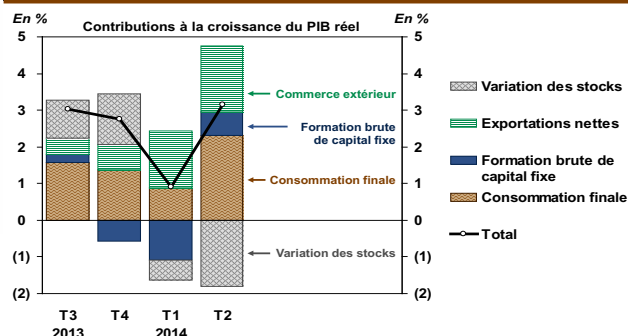 En %
Contributions à la croissance du PIB réel
En %
5
4
3
2
1
0
(1)
(2)
5
4
3
2
1
0
(1)
(2)
Commerce extérieur
Formation brute
de capital fixe
Consommation finale
Variation des stocks
T3
T4
T1
T2
2013
2014
Variation des stocks
Exportations nettes
Formation brute de
capital fixe
Consommation finale
Total